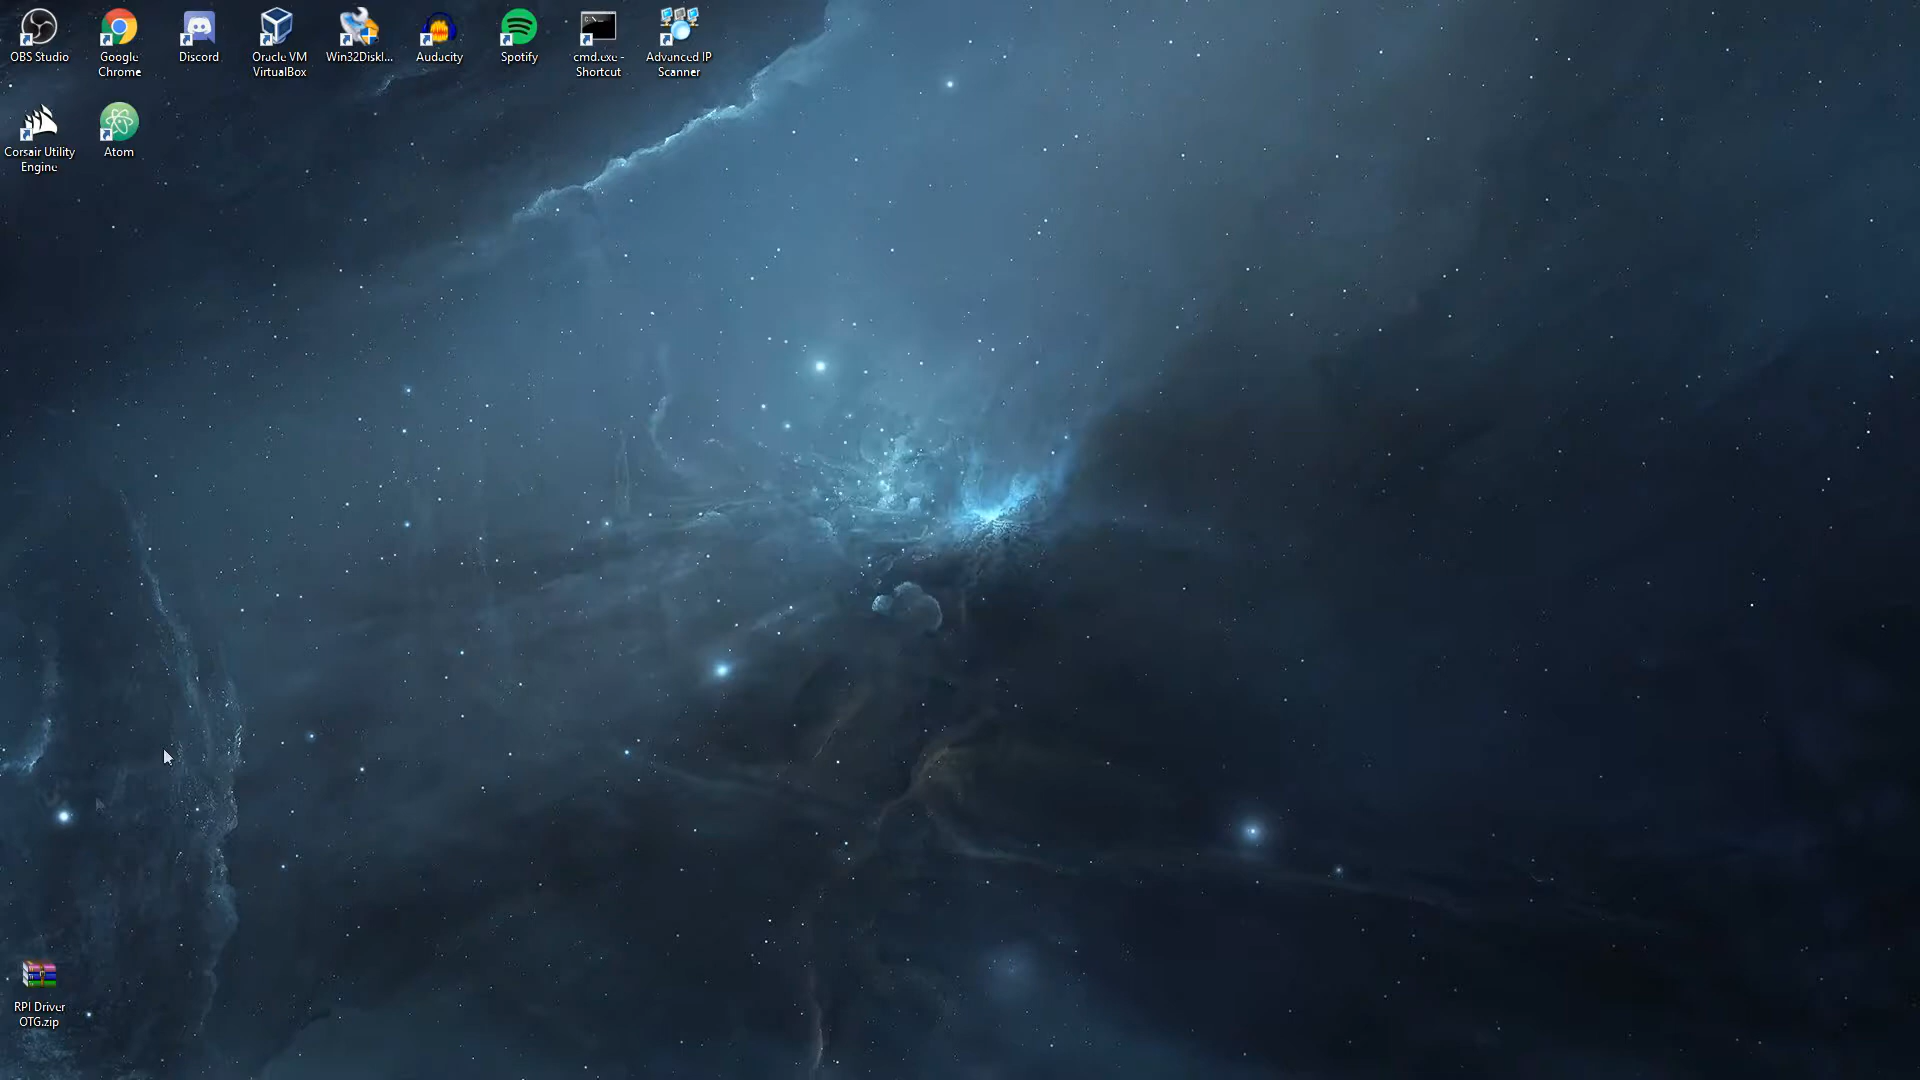 OBS Studio
Google
Chrome
Discord
Oracle VM
VirtualBox
Win32DiskI...
Audacity
Spotify
cmd.exe -
Shortcut
Advanced IP
Scanner
Corsair Utility
Engine
Atom
RPI Driver
OTG.zip